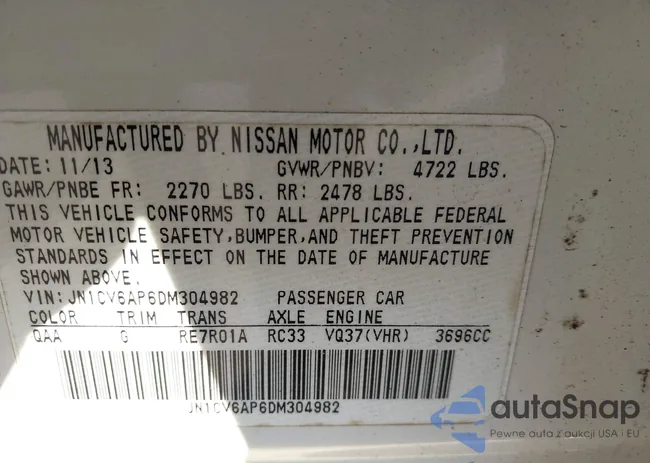 MANUFACTURED BY NISSAN MOTOR CO.,LTD.
DATE: 11/13 GVWR/PNBV: 4722 LBS.
GAWR/PNBE FR: 2270 LBS. RR: 2478 LBS.
THIS VEHICLE CONFORMS TO ALL APPLICABLE FEDERAL
MOTOR VEHICLE SAFETY,BUMPER,AND THEFT PREVENTION
STANDARDS IN EFFECT ON THE DATE OF MANUFACTURE
SHOWN ABOVE.
VIN: JN1CV6AP6DM304982 PASSENGER CAR
COLOR TRIM TRANS AXLE ENGINE
QAA G RE7R01A RC33 VQ37(VHR) 3696CC
JN1CV6AP6DM304982
autoSnap
Pewne auta z aukcji USA i EU